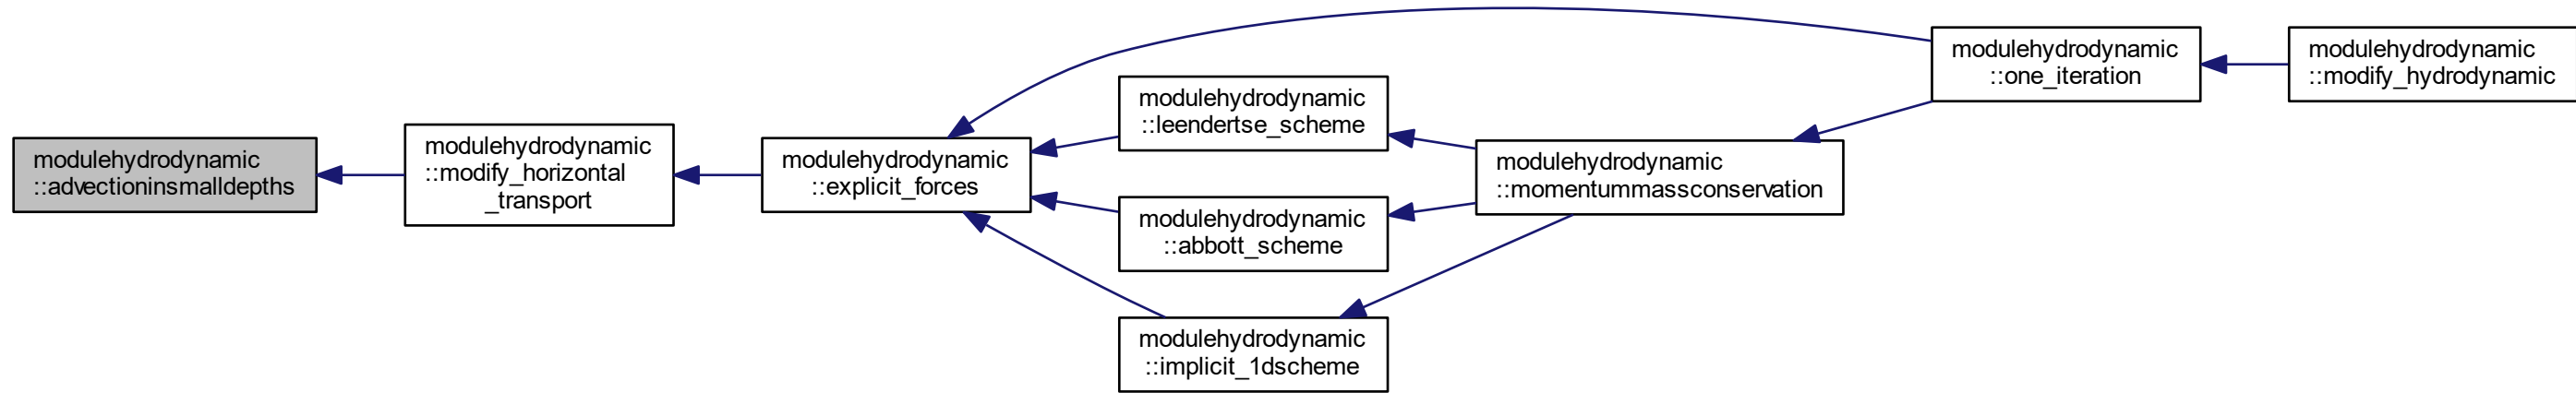 modulehydrodynamic
::advectioninsmalldepths
modulehydrodynamic
::modify_horizontal
_transport
modulehydrodynamic
::explicit_forces
modulehydrodynamic
::leendertse_scheme
modulehydrodynamic
::abbott_scheme
modulehydrodynamic
::implicit_1dscheme
modulehydrodynamic
::momentummassconservation
modulehydrodynamic
::one_iteration
modulehydrodynamic
::modify_hydrodynamic